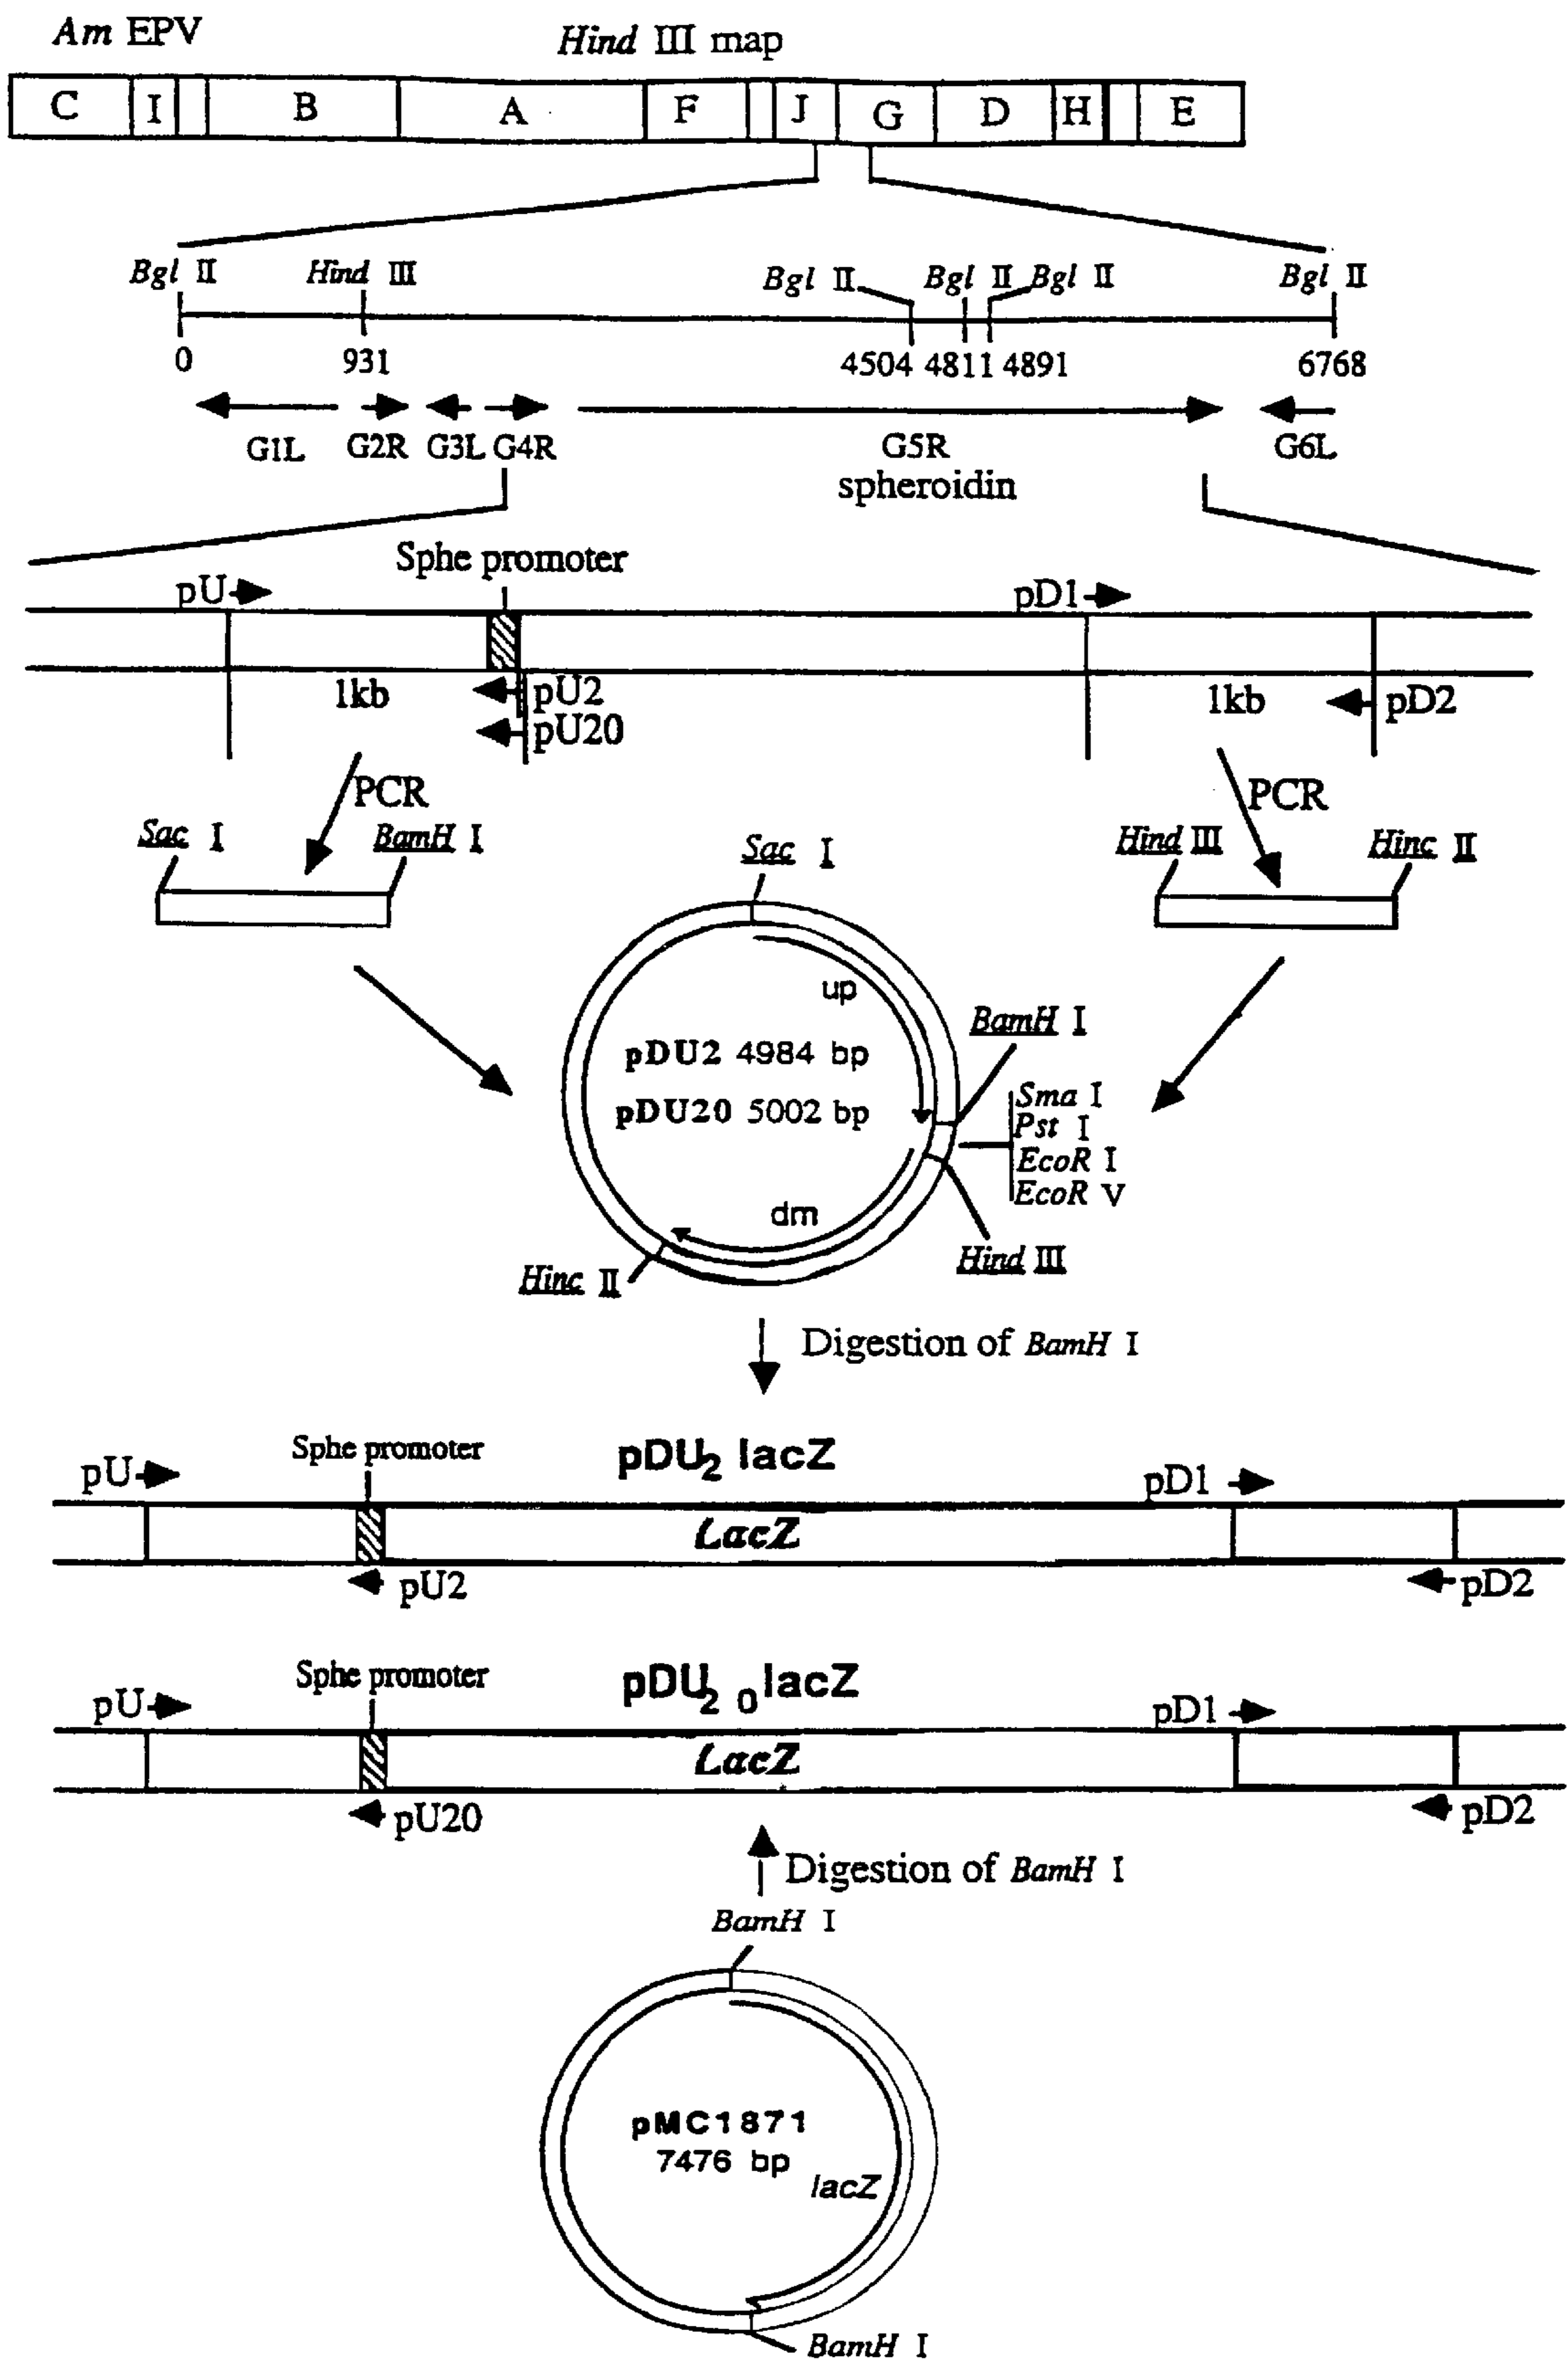 Am EPV
Hind III map
C I B A F J G D H E
Bgl II Hind III Bgl II Bgl II Bgl II Bgl II
0 931 4504 4811 4891 6768
G1L G2R G3L G4R G5R G6L
spheroidin
Sphe promoter
pU pD1
1kb pU2 1kb pD2
pU20
PCR PCR
Sac I BamH I Sac I Hind III Hinc II
up
BamH I
pDU2 4984 bp
pDU20 5002 bp
Sma I
Pst I
EcoR I
EcoR V
dm
Hind III
Hinc II
Digestion of BamH I
Sphe promoter pDU2 lacZ
pU pD1
LacZ
pU2 pD2
Sphe promoter pDU2 0 lacZ
pU pD1
LacZ
pU20 pD2
Digestion of BamH I
BamH I
pMC1871
7476 bp
lacZ
BamH I